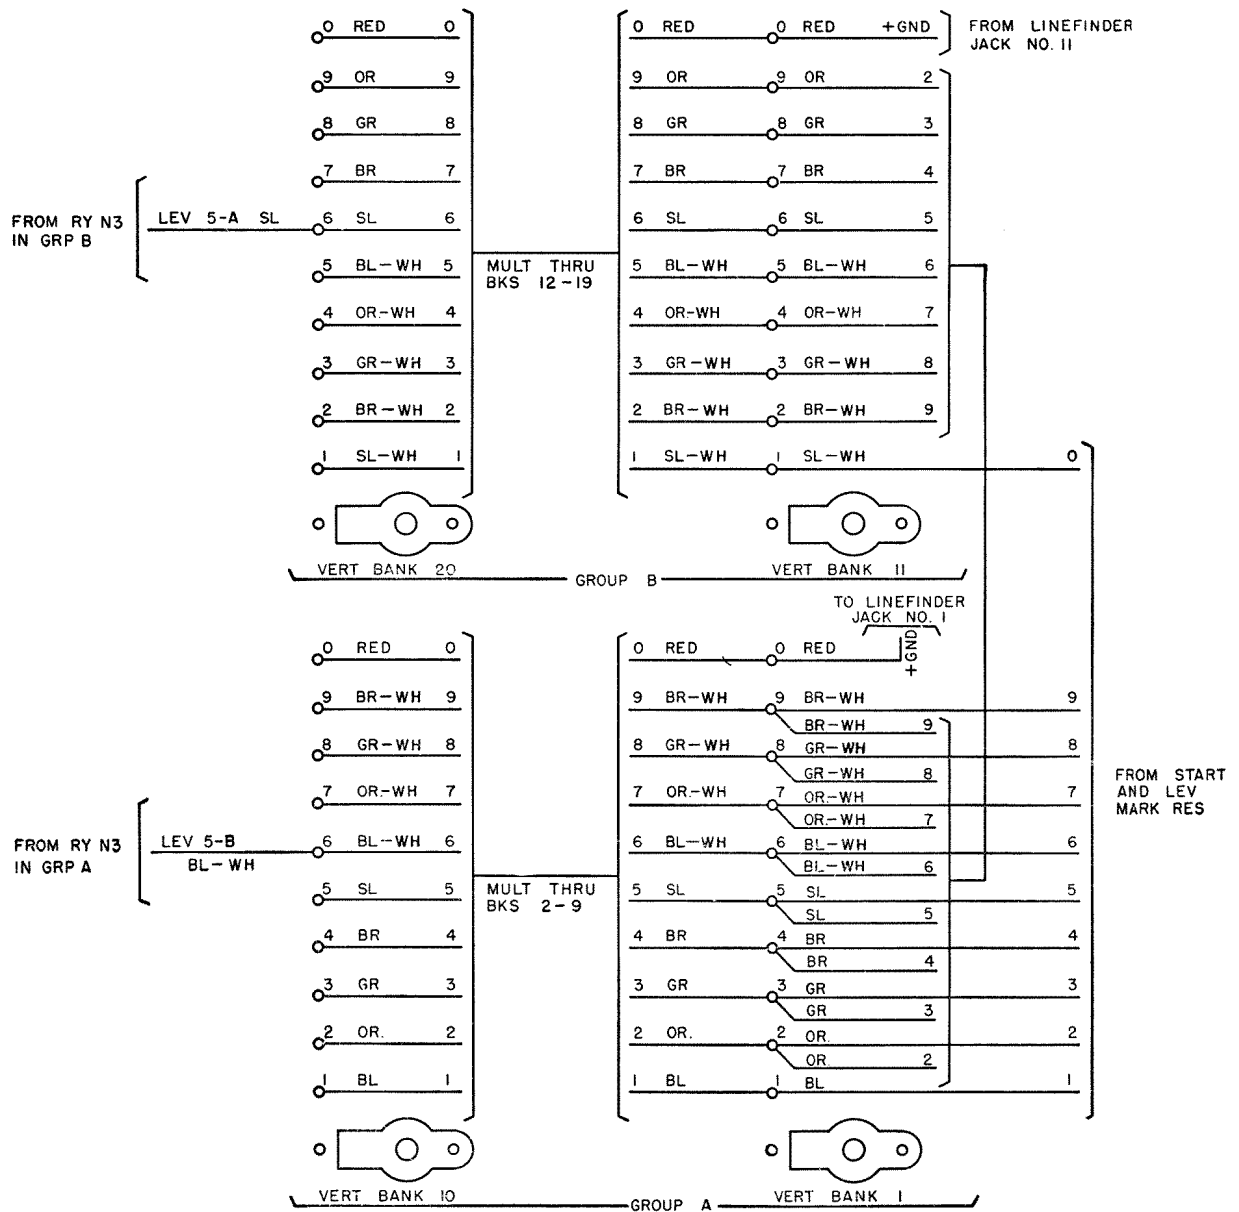 0 RED 0
0 RED 0 RED +GND
FROM LINEFINDER
JACK NO. 11
9 OR 9
9 OR 9 OR 2
8 GR 8
8 GR 8 GR 3
7 BR 7
7 BR 7 BR 4
FROM RY N3
IN GRP B
LEV 5-A SL
6 SL 6
6 SL 6 SL 5
5 BL-WH 5
MULT THRU
BKS 12-19
5 BL-WH 5 BL-WH 6
4 OR.-WH 4
4 OR-WH 4 OR-WH 7
3 GR-WH 3
3 GR-WH 3 GR-WH 8
2 BR-WH 2
2 BR-WH 2 BR-WH 9
1 SL-WH 1
1 SL-WH 1 SL-WH 0
VERT BANK 20
GROUP B
VERT BANK 11
TO LINEFINDER
JACK NO. 1
0 RED 0
0 RED 0 RED
+GND
9 BR-WH 9
9 BR-WH 9 BR-WH 9
BR-WH 9
8 GR-WH 8
8 GR-WH 8 GR-WH 8
GR-WH 8
7 OR.-WH 7
7 OR.-WH 7 OR.-WH 7
OR.-WH 7
FROM START
AND LEV
MARK RES
FROM RY N3
IN GRP A
LEV 5-B
BL-WH
6 BL-WH 6
6 BL-WH 6 BL-WH 6
BL-WH 6
5 SL 5
MULT THRU
BKS 2-9
5 SL 5 SL 5
SL 5
4 BR 4
4 BR 4 BR 4
BR 4
3 GR 3
3 GR 3 GR 3
GR 3
2 OR. 2
2 OR. 2 OR. 2
OR. 2
1 BL 1
1 BL 1 BL 1
VERT BANK 10
GROUP A
VERT BANK 1